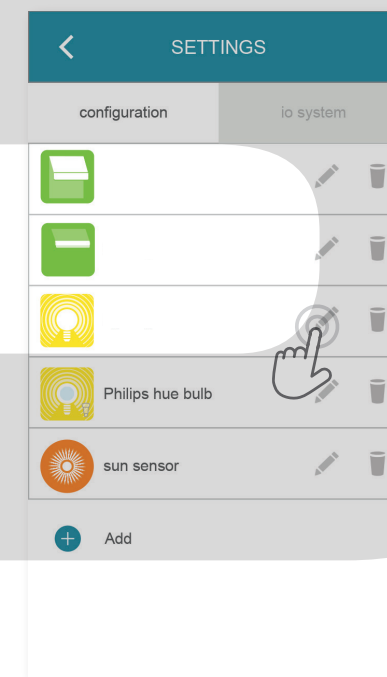 SETTINGS
configuration
io system
Philips hue bulb
sun sensor
Add